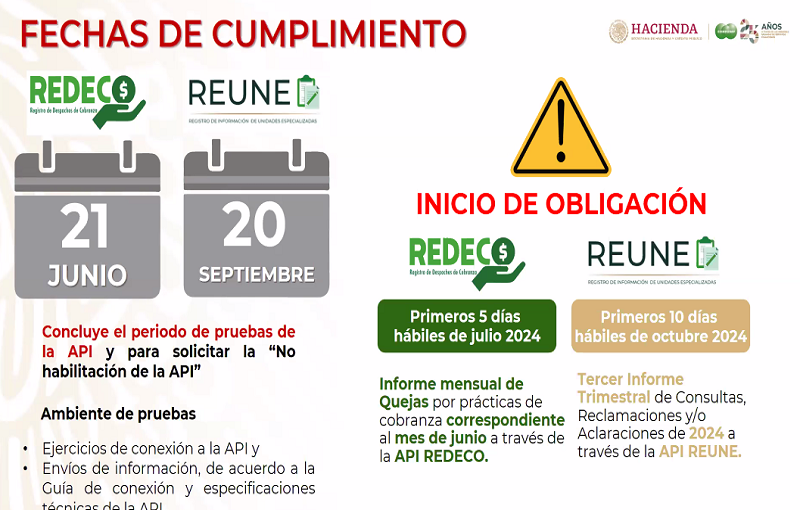 FECHAS DE CUMPLIMIENTO
HACIENDA
AÑOS
REDECO
Registro de Despachos de Cobranza
REUNE
REGISTRO DE INFORMACIÓN DE UNIDADES ESPECIALIZADAS
21
JUNIO
20
SEPTIEMBRE
Concluye el periodo de pruebas de
la API y para solicitar la “No
habilitación de la API”
Ambiente de pruebas
• Ejercicios de conexión a la API y
• Envíos de información, de acuerdo a la
Guía de conexión y especificaciones
técnicas de la API
INICIO DE OBLIGACIÓN
REDECO
Registro de Despachos de Cobranza
REUNE
REGISTRO DE INFORMACIÓN DE UNIDADES ESPECIALIZADAS
Primeros 5 días
hábiles de julio 2024
Primeros 10 días
hábiles de octubre 2024
Informe mensual de
Quejas por prácticas de
cobranza correspondiente
al mes de junio a través de
la API REDECO.
Tercer Informe
Trimestral de Consultas,
Reclamaciones y/o
Aclaraciones de 2024 a
través de la API REUNE.